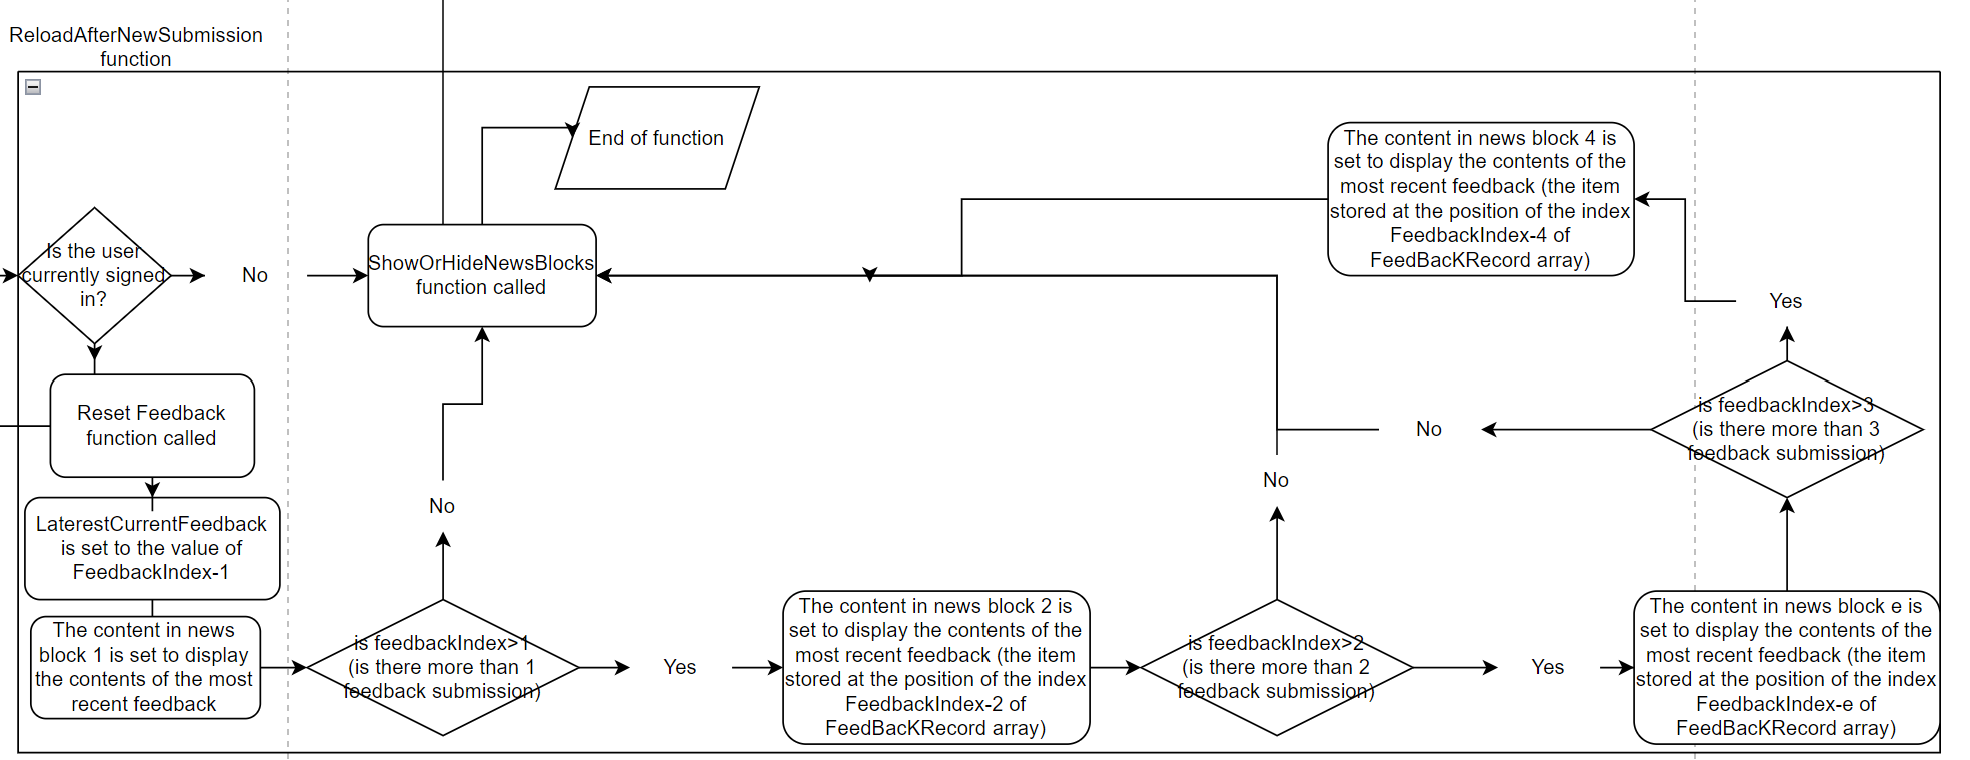 ReloadAfterNewSubmission
function
End of function
The content in news block 4 is
set to display the contents of the
most recent feedback (the item
stored at the position of the index
FeedbackIndex-4 of
FeedBacKRecord array)
Is the user
currently signed
in?
No
ShowOrHideNewsBlocks
function called
Yes
Reset Feedback
function called
is feedbackIndex>3
(is there more than 3
feedback submission)
No
No
No
LaterestCurrentFeedback
is set to the value of
FeedbackIndex-1
The content in news
block 1 is set to display
the contents of the most
recent feedback
is feedbackIndex>1
(is there more than 1
feedback submission)
Yes
The content in news block 2 is
set to display the contents of the
most recent feedback (the item
stored at the position of the index
FeedbackIndex-2 of
FeedBacKRecord array)
is feedbackIndex>2
(is there more than 2
feedback submission)
Yes
The content in news block e is
set to display the contents of the
most recent feedback (the item
stored at the position of the index
FeedbackIndex-e of
FeedBacKRecord array)